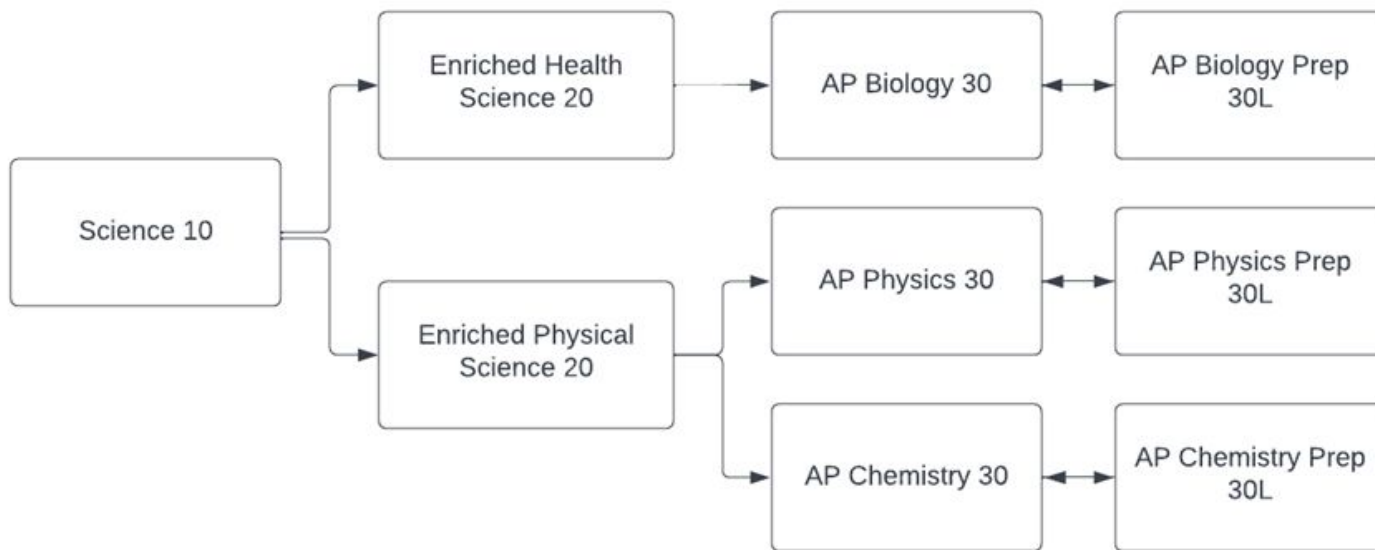 Science 10
Enriched Health
Science 20
Enriched Physical
Science 20
AP Biology 30
AP Biology Prep
30L
AP Physics 30
AP Physics Prep
30L
AP Chemistry 30
AP Chemistry Prep
30L